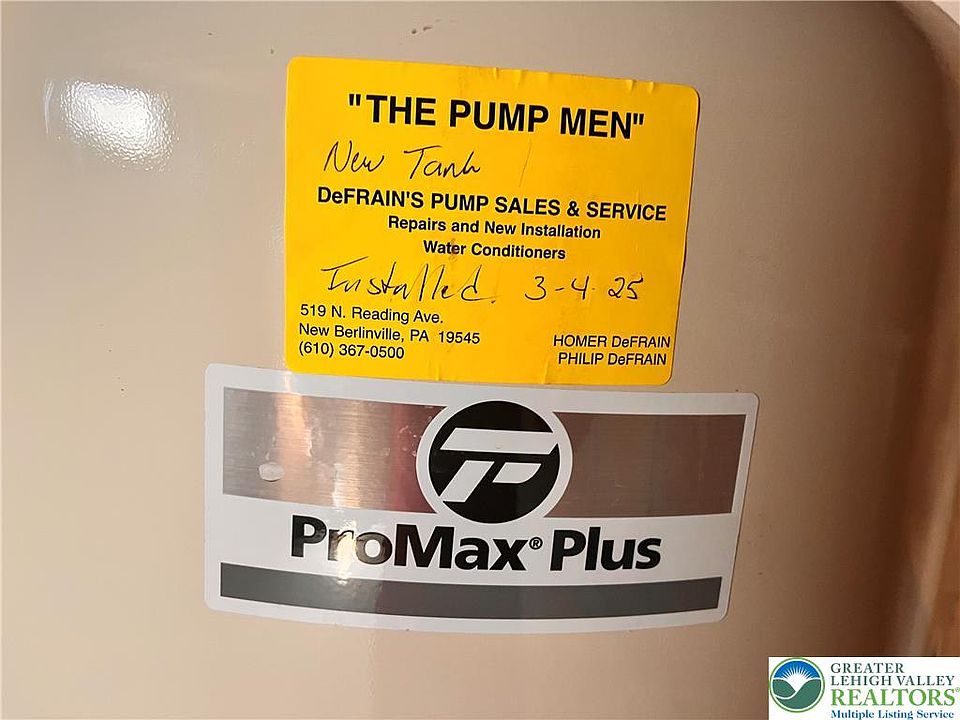 "THE PUMP MEN"
New Tank
DeFRAIN'S PUMP SALES & SERVICE
Repairs and New Installation
Water Conditioners
Installed 3-4-25
519 N. Reading Ave.
New Berlinville, PA 19545
(610) 367-0500
HOMER DeFRAIN
PHILIP DeFRAIN
ProMax® Plus
GREATER
LEHIGH VALLEY
REALTORS®
Multiple Listing Service